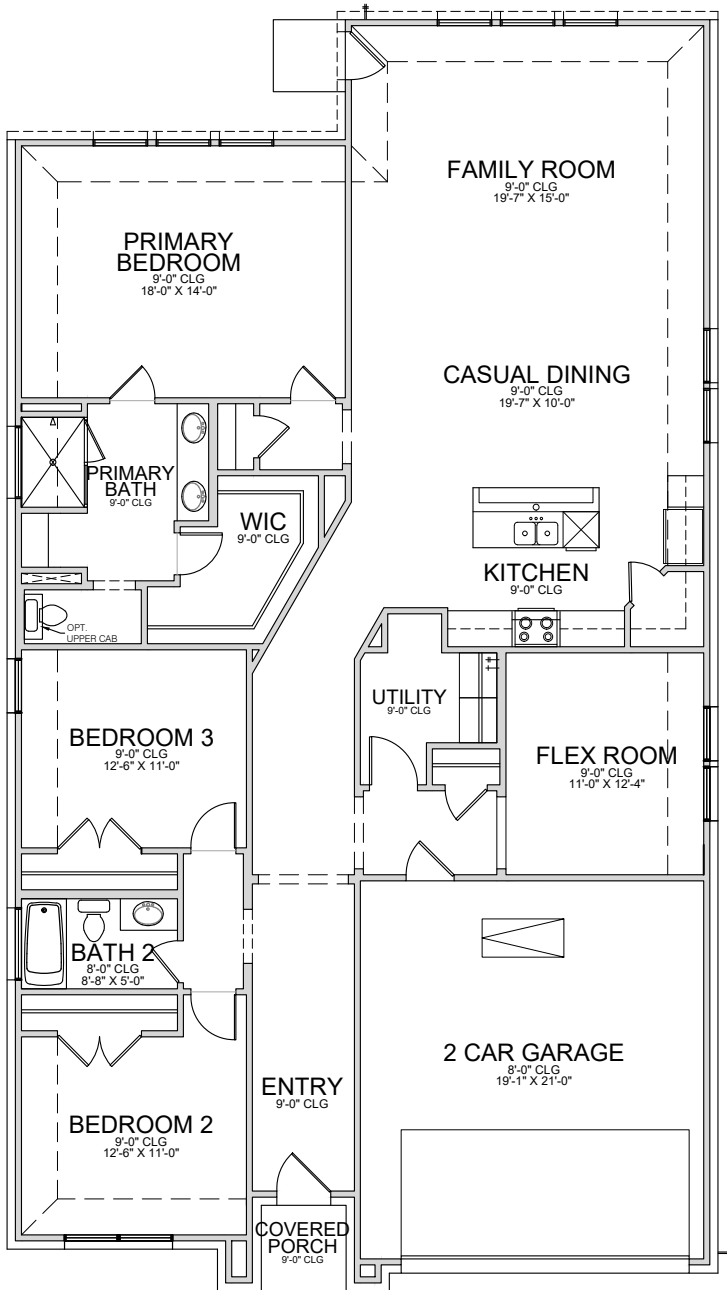 FAMILY ROOM
9'-0" CLG
19'-7" X 15'-0"
PRIMARY
BEDROOM
9'-0" CLG
18'-0" X 14'-0"
CASUAL DINING
9'-0" CLG
19'-7" X 10'-0"
PRIMARY
BATH
9'-0" CLG
WIC
9'-0" CLG
KITCHEN
9'-0" CLG
OPT.
UPPER CAB
UTILITY
9'-0" CLG
BEDROOM 3
9'-0" CLG
12'-6" X 11'-0"
FLEX ROOM
9'-0" CLG
11'-0" X 12'-4"
BATH 2
8'-0" CLG
8'-8" X 5'-0"
2 CAR GARAGE
8'-0" CLG
19'-1" X 21'-0"
ENTRY
9'-0" CLG
BEDROOM 2
9'-0" CLG
12'-6" X 11'-0"
COVERED
PORCH
9'-0" CLG